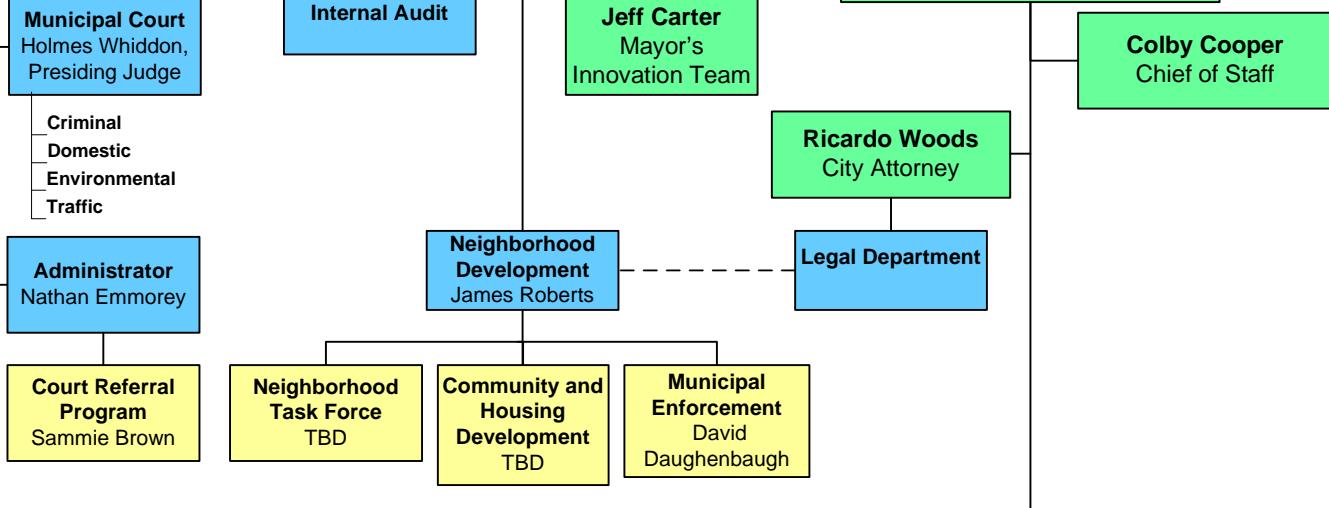 Municipal Court
Holmes Whiddon,
Presiding Judge
Criminal
Domestic
Environmental
Traffic
Internal Audit
Jeff Carter
Mayor's
Innovation Team
Colby Cooper
Chief of Staff
Ricardo Woods
City Attorney
Administrator
Nathan Emmorey
Neighborhood
Development
James Roberts
Legal Department
Court Referral
Program
Sammie Brown
Neighborhood
Task Force
TBD
Community and
Housing
Development
TBD
Municipal
Enforcement
David
Daughenbaugh